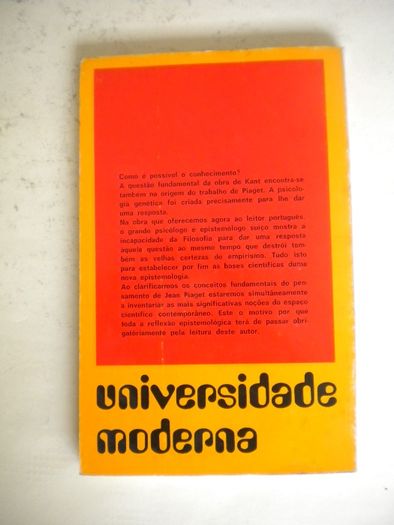 Como é possível o conhecimento?
A questão fundamental da obra de Kant encontra-se
também na origem do trabalho de Piaget. A psicolo-
gia genética foi criada precisamente para lhe dar
uma resposta.
Na obra que oferecemos agora ao leitor português,
o grande psicólogo e epistemólogo suíço mostra a
incapacidade da Filosofia para dar uma resposta
àquela questão ao mesmo tempo que destrói tam-
bém as velhas certezas do empirismo. Tudo isto
para estabelecer por fim as bases científicas duma
nova epistemologia.
Ao clarificarmos os conceitos fundamentais do pen-
samento de Jean Piaget estaremos simultâneamente
a inventariar as mais significativas noções do espaço
científico contemporâneo. Este o motivo por que
toda a reflexão epistemológica terá de passar obri-
gatòriamente pela leitura deste autor.
universidade
moderna